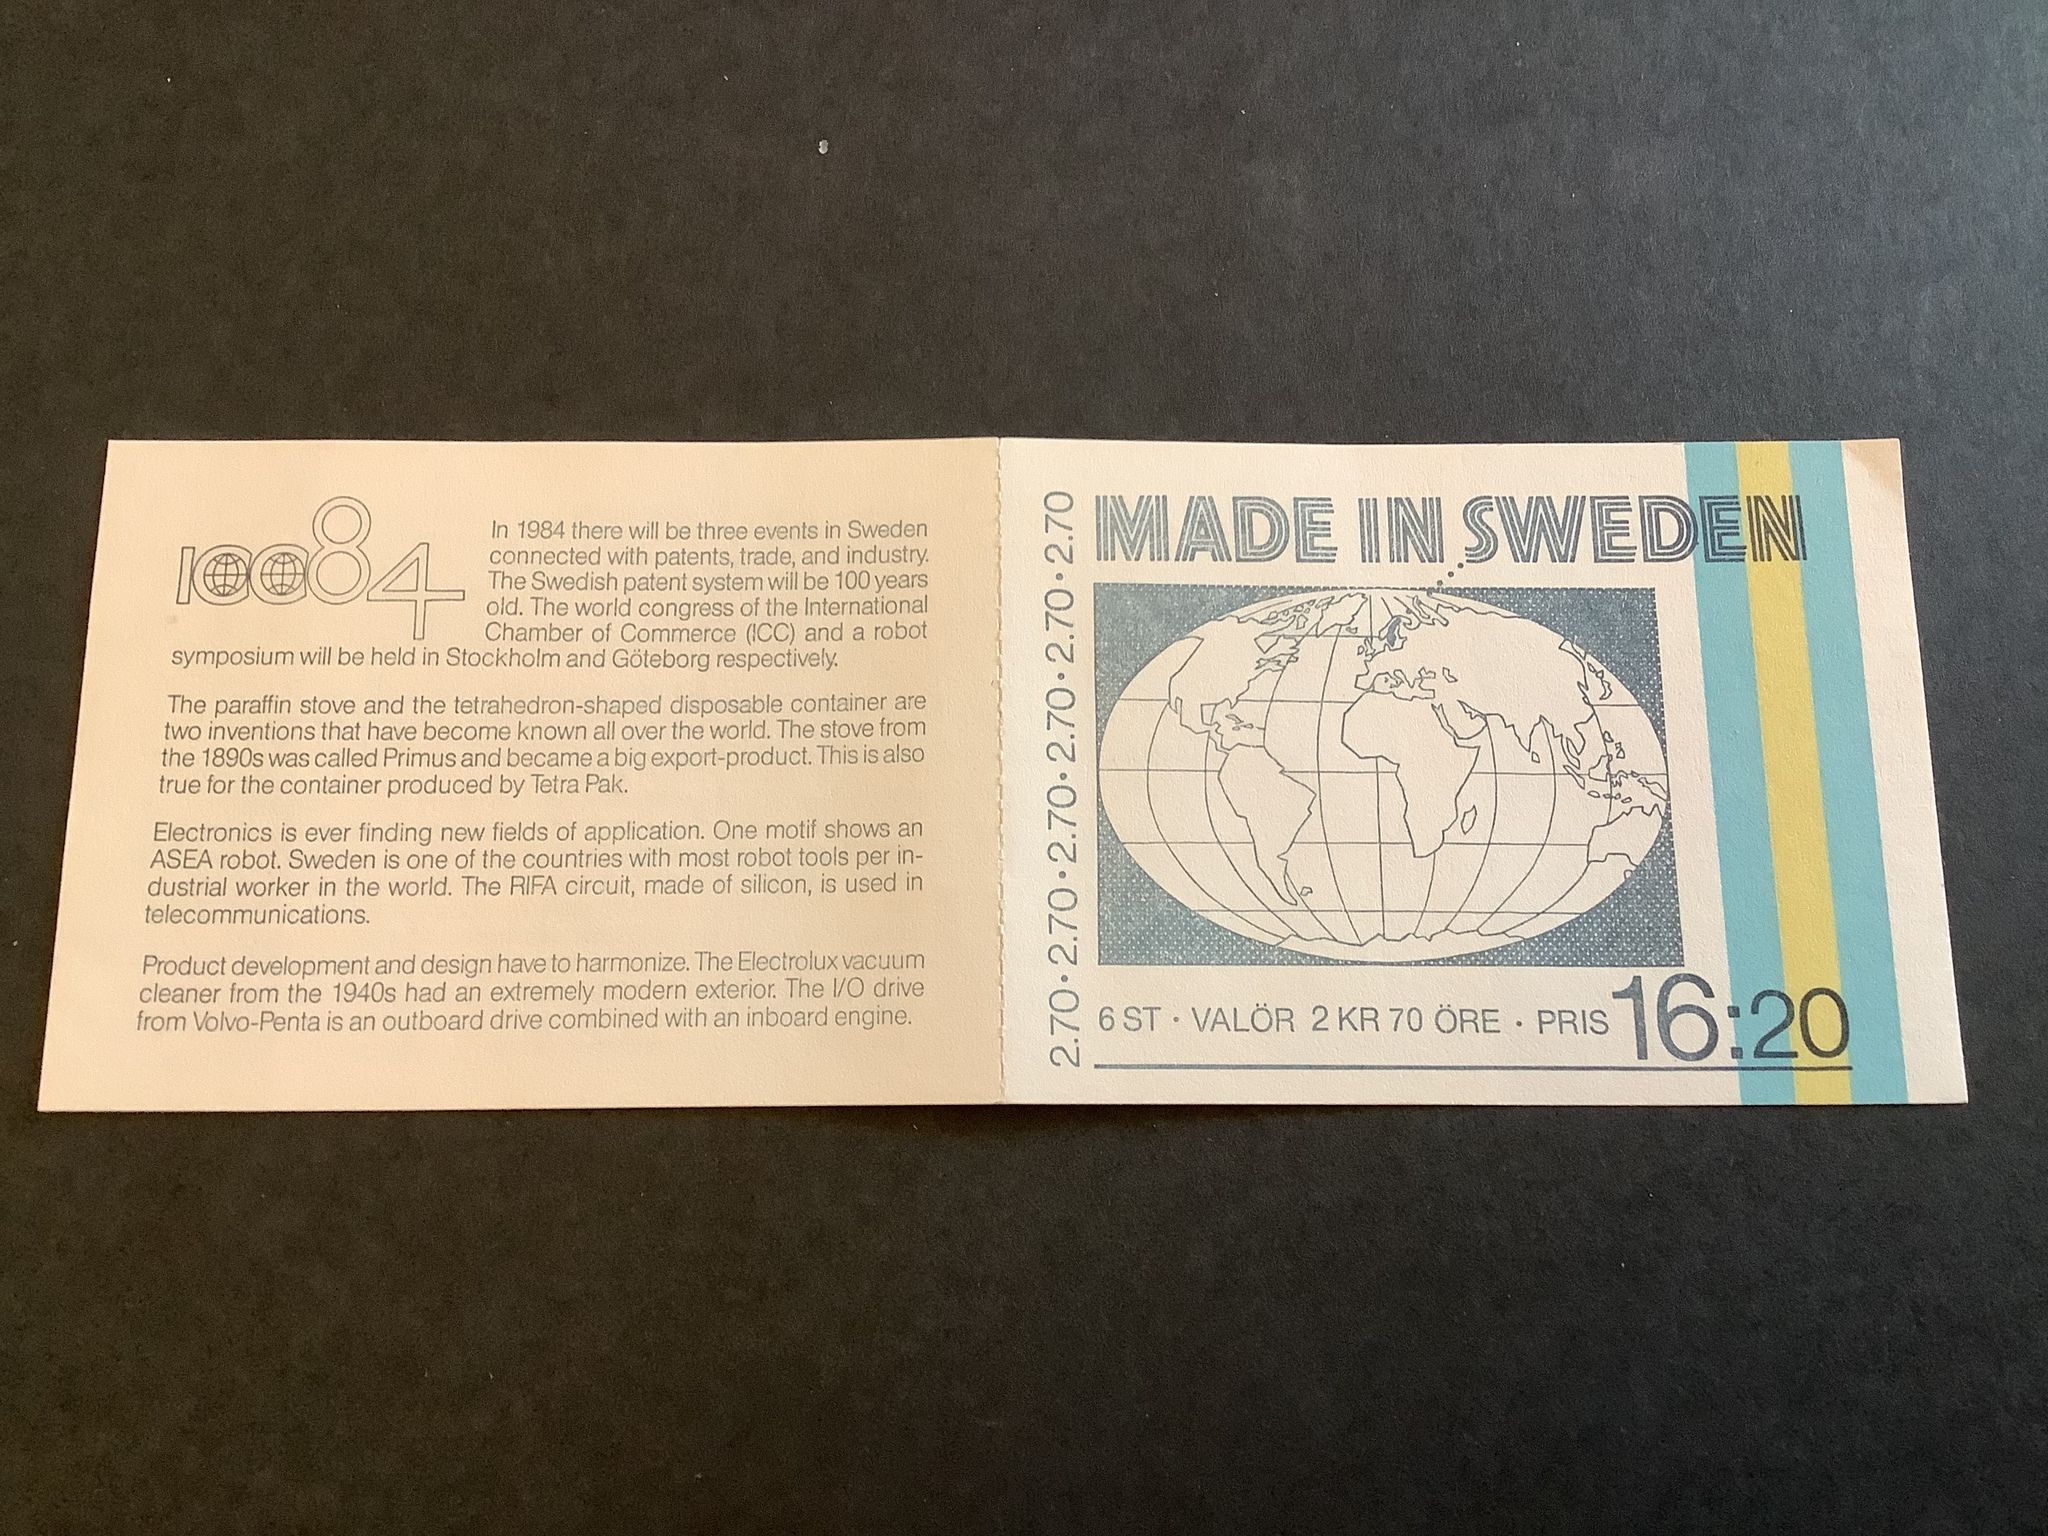 ICC84
In 1984 there will be three events in Sweden
connected with patents, trade, and industry.
The Swedish patent system will be 100 years
old. The world congress of the International
Chamber of Commerce (ICC) and a robot
symposium will be held in Stockholm and Göteborg respectively.
The paraffin stove and the tetrahedron-shaped disposable container are
two inventions that have become known all over the world. The stove from
the 1890s was called Primus and became a big export-product. This is also
true for the container produced by Tetra Pak.
Electronics is ever finding new fields of application. One motif shows an
ASEA robot. Sweden is one of the countries with most robot tools per in-
dustrial worker in the world. The RIFA circuit, made of silicon, is used in
telecommunications.
Product development and design have to harmonize. The Electrolux vacuum
cleaner from the 1940s had an extremely modern exterior. The I/O drive
from Volvo-Penta is an outboard drive combined with an inboard engine.
2.70•2.70•2.70•2.70•2.70•2.70
MADE IN SWEDEN
6 ST · VALÖR 2 KR 70 ÖRE · PRIS 16:20